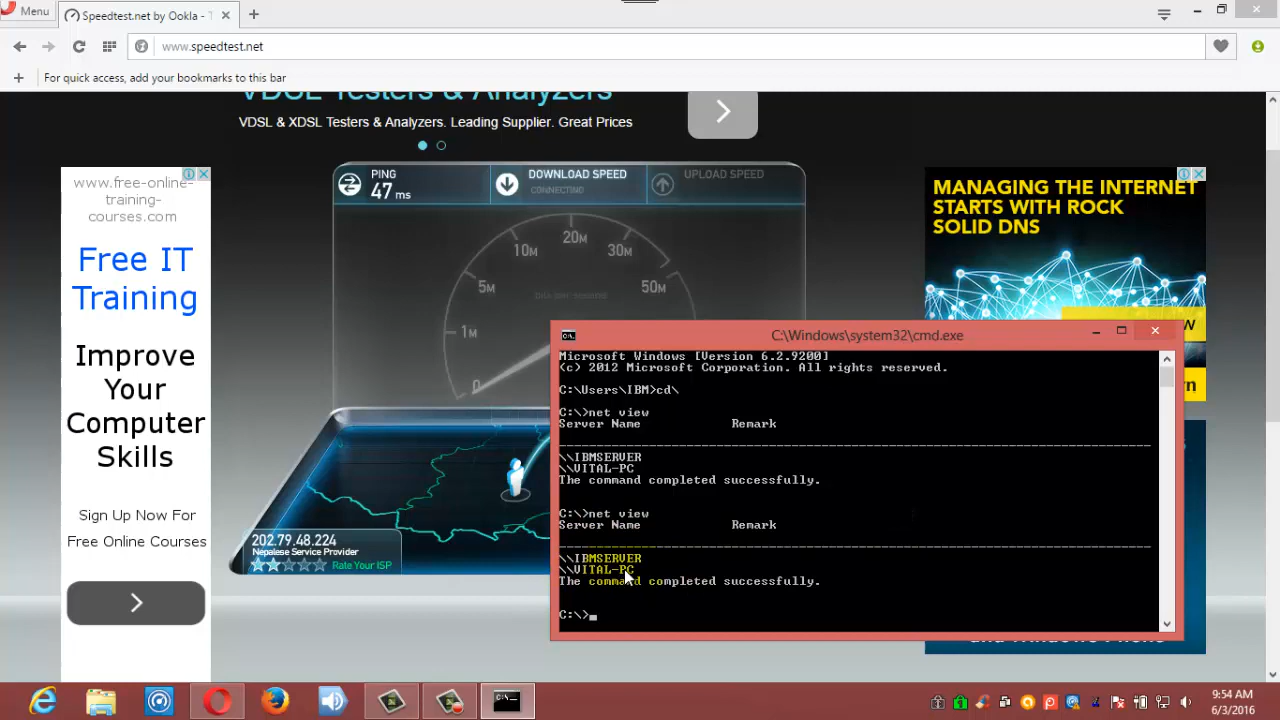 Menu
Speedtest.net by Ookla - T
www.speedtest.net
For quick access, add your bookmarks to this bar
VDSL Testers & Analyzers
VDSL & XDSL Testers & Analyzers. Leading Supplier. Great Prices
www.free-online-
training-
courses.com
Free IT
Training
Improve
Your
Computer
Skills
Sign Up Now For
Free Online Courses
PING
47 ms
DOWNLOAD SPEED
CONNECTING
UPLOAD SPEED
0
1M
5M
10M
20M
30M
50M
202.79.48.224
Nepalese Service Provider
Rate Your ISP
MANAGING THE INTERNET
STARTS WITH ROCK
SOLID DNS
C:\Windows\system32\cmd.exe
Microsoft Windows [Version 6.2.9200]
(c) 2012 Microsoft Corporation. All rights reserved.
C:\Users\IBM>cd\
C:\>net view
Server Name Remark
\\IBMSERVER
\\VITAL-PC
The command completed successfully.
C:\>net view
Server Name Remark
\\IBMSERVER
\\VITAL-PC
The command completed successfully.
C:\>
and Windows Phone
9:54 AM
6/3/2016